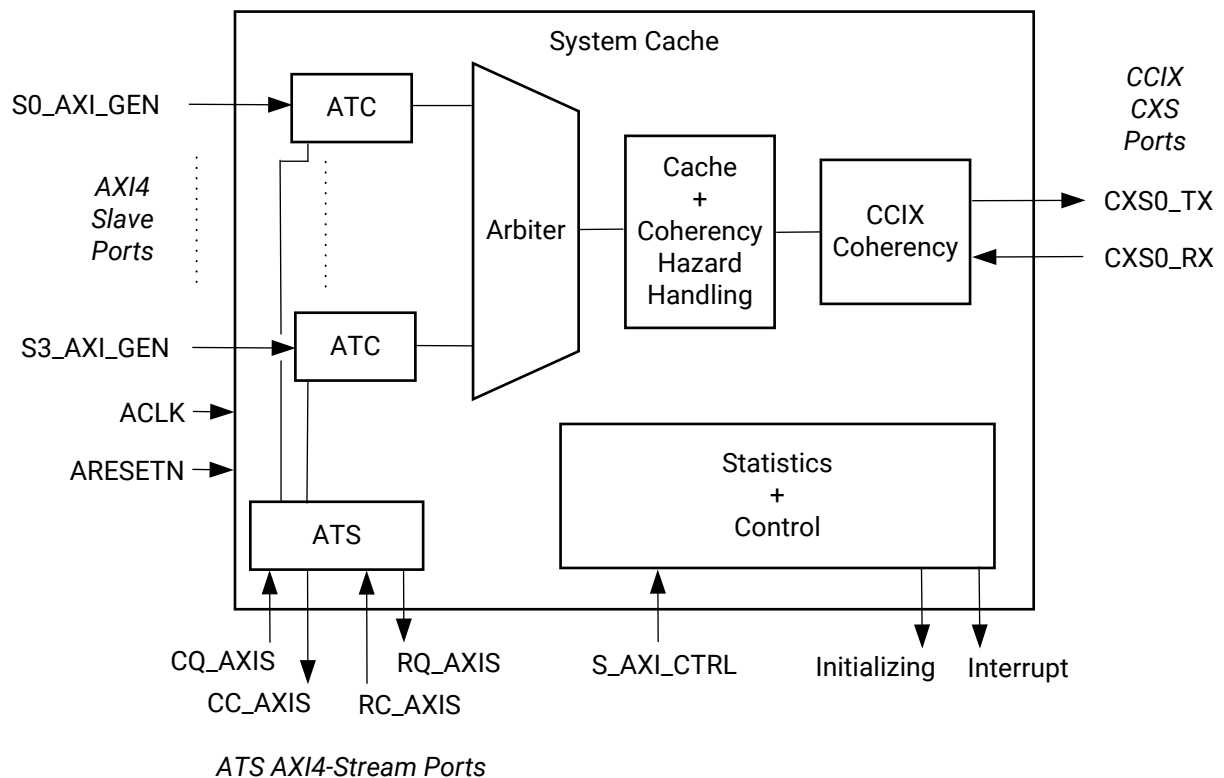 System Cache
S0_AXI_GEN
ATC
CCIX
CXS
Ports
AXI4
Slave
Ports
Arbiter
Cache
+
Coherency
Hazard
Handling
CCIX
Coherency
CXS0_TX
CXS0_RX
S3_AXI_GEN
ATC
ACLK
ARESETN
ATS
Statistics
+
Control
CQ_AXIS
CC_AXIS
RC_AXIS
RQ_AXIS
S_AXI_CTRL
Initializing
Interrupt
ATS AXI4-Stream Ports